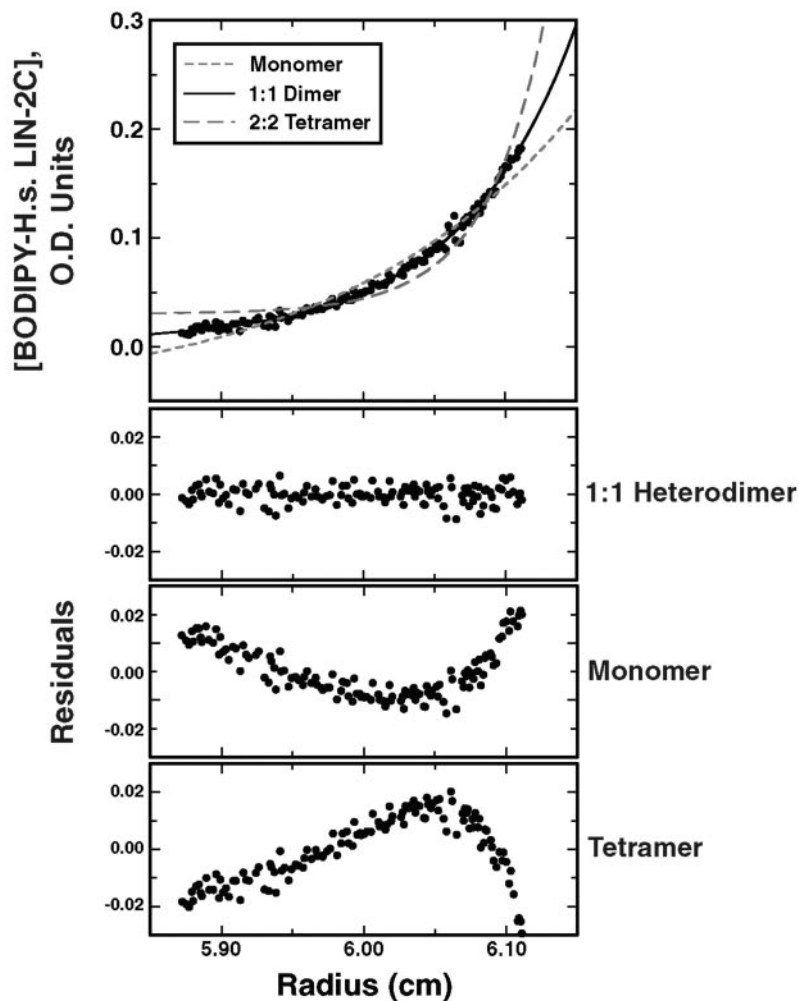 [BODIPY-H.s. LIN-2C],
O.D. Units
0.3
0.2
0.1
0.0
Monomer
1:1 Dimer
2:2 Tetramer
Residuals
0.02
0.00
-0.02
1:1 Heterodimer
0.02
0.00
-0.02
Monomer
0.02
0.00
-0.02
Tetramer
5.90
6.00
6.10
Radius (cm)